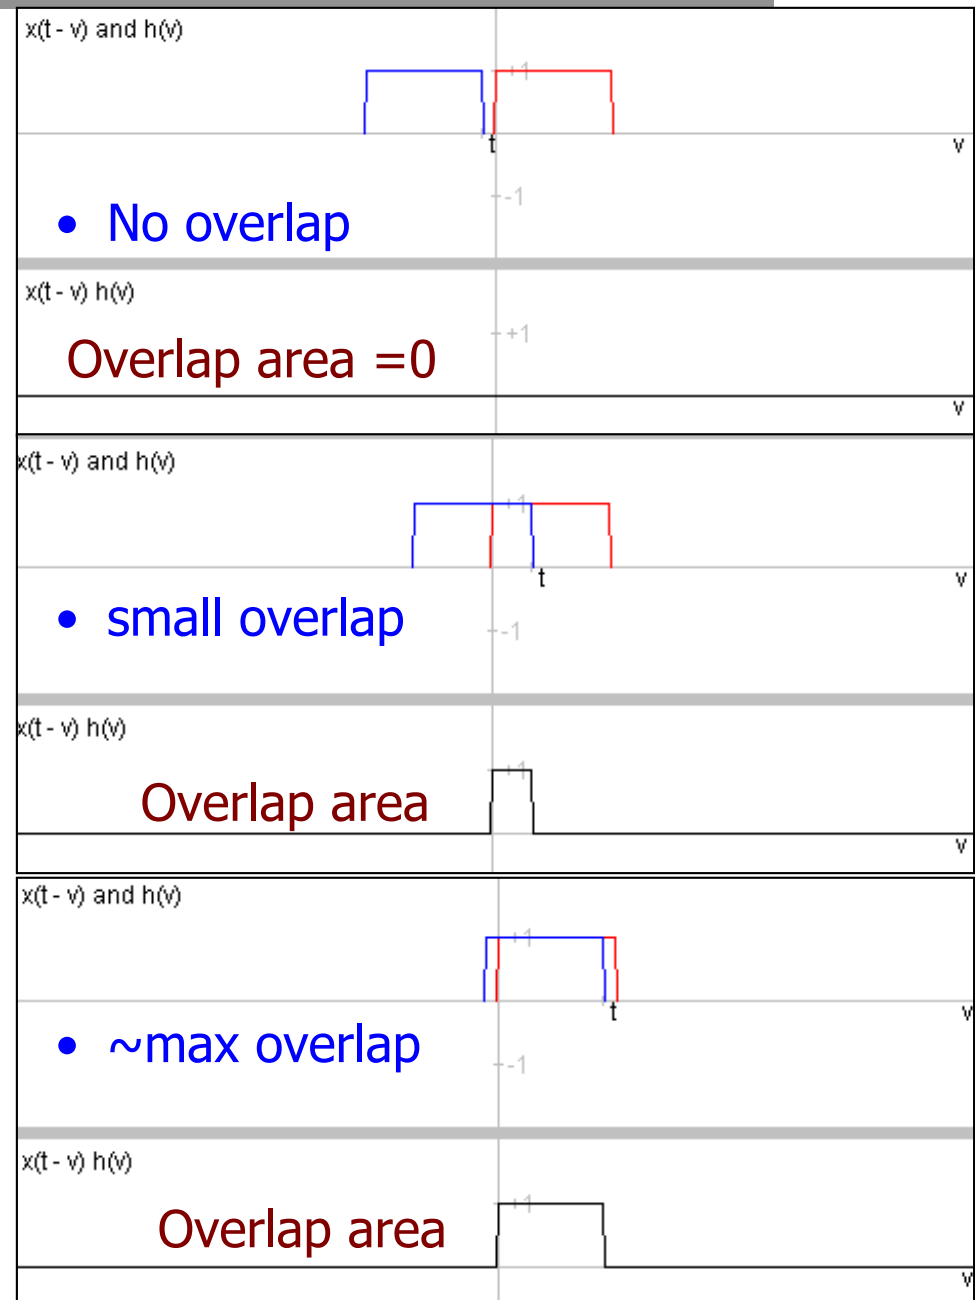 x(t - v) and h(v)
+1
t
v
-1
• No overlap
x(t - v) h(v)
+1
Overlap area =0
v
x(t - v) and h(v)
+1
t
v
• small overlap
-1
x(t - v) h(v)
+1
Overlap area
v
x(t - v) and h(v)
+1
t
v
• ~max overlap
-1
x(t - v) h(v)
+1
Overlap area
v